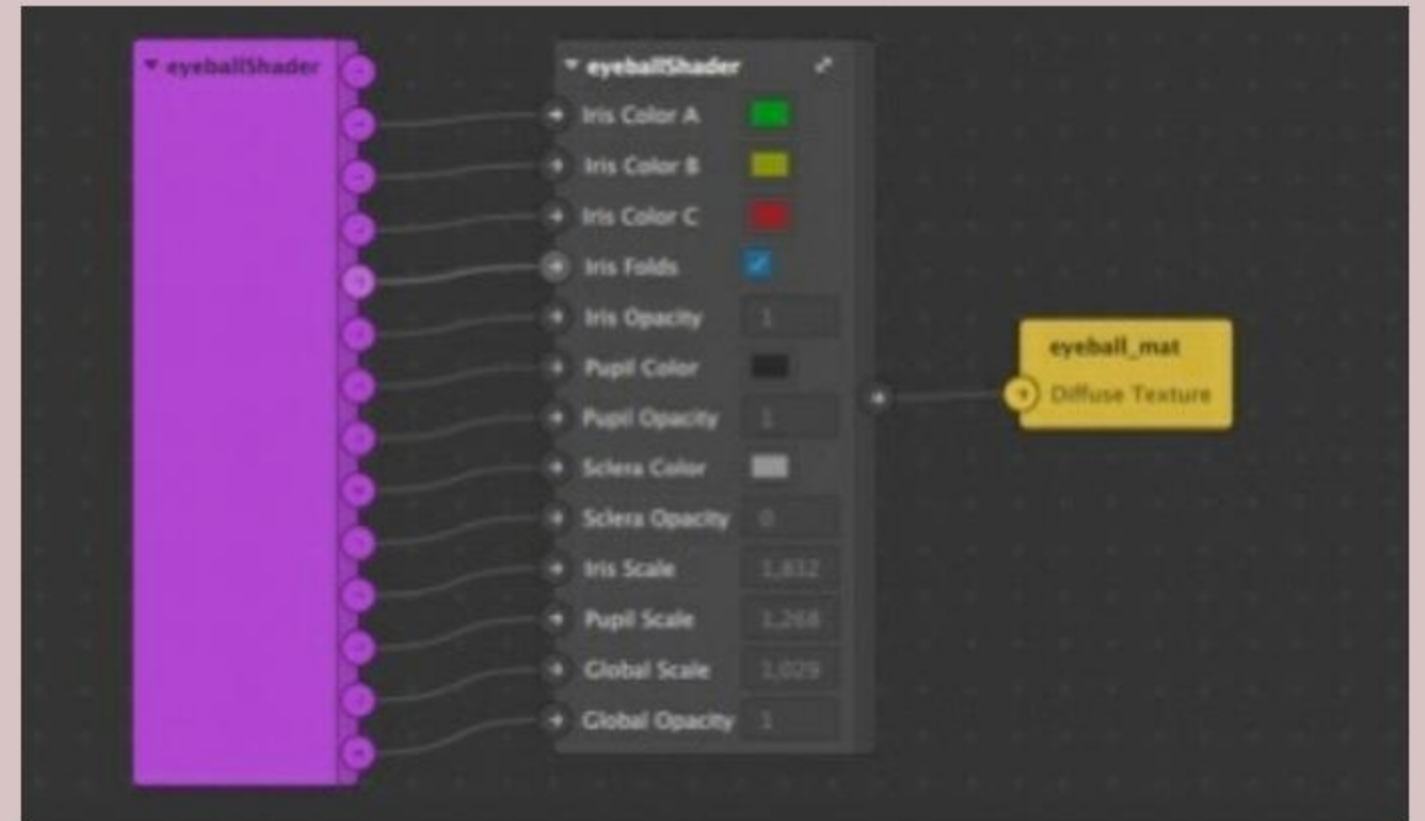 eyeballShader
eyeballShader
Iris Color A
Iris Color B
Iris Color C
Iris Folds
Iris Opacity 1
Pupil Color
Pupil Opacity 1
Sclera Color
Sclera Opacity 0
Iris Scale 1,832
Pupil Scale 1,268
Global Scale 1,029
Global Opacity 1
eyeball_mat
Diffuse Texture